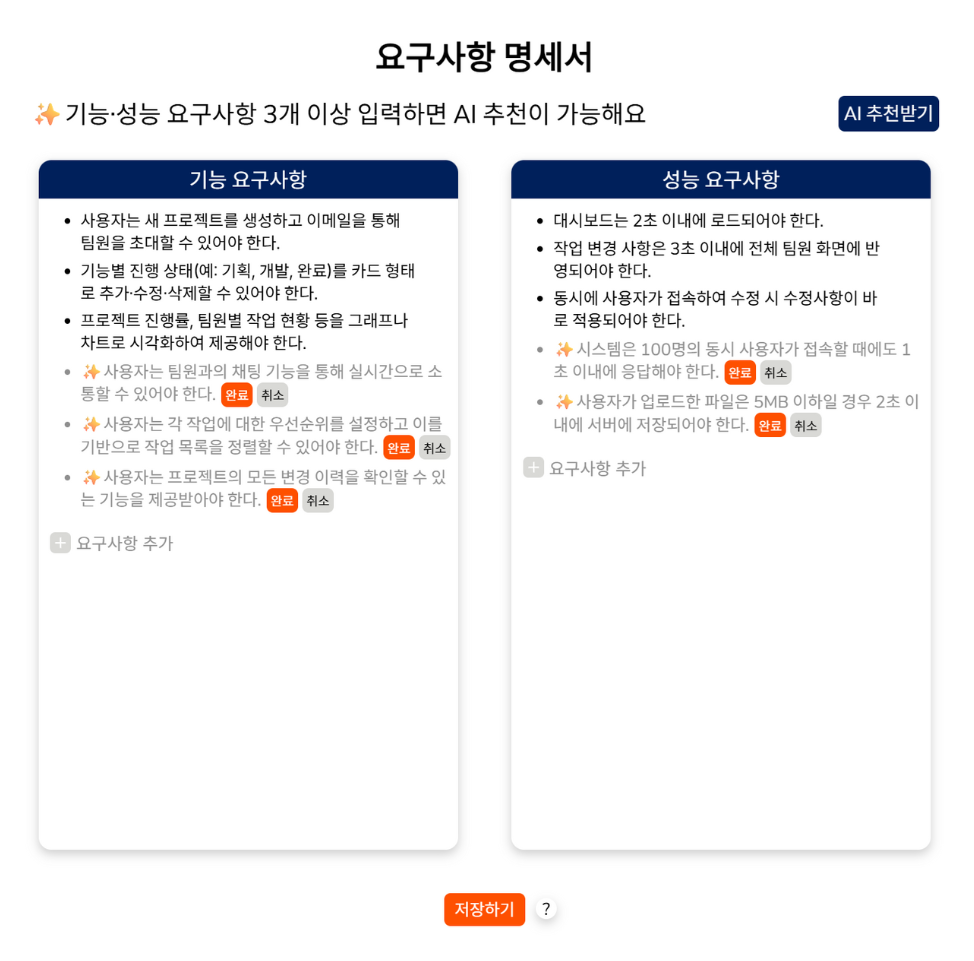 요구사항 명세서
✨ 기능·성능 요구사항 3개 이상 입력하면 AI 추천이 가능해요
AI 추천받기
기능 요구사항
• 사용자는 새 프로젝트를 생성하고 이메일을 통해
팀원을 초대할 수 있어야 한다.
• 기능별 진행 상태(예: 기획, 개발, 완료)를 카드 형태
로 추가·수정·삭제할 수 있어야 한다.
• 프로젝트 진행률, 팀원별 작업 현황 등을 그래프나
차트로 시각화하여 제공해야 한다.
• ✨ 사용자는 팀원과의 채팅 기능을 통해 실시간으로 소
통할 수 있어야 한다. 완료 취소
• ✨ 사용자는 각 작업에 대한 우선순위를 설정하고 이를
기반으로 작업 목록을 정렬할 수 있어야 한다. 완료 취소
• ✨ 사용자는 프로젝트의 모든 변경 이력을 확인할 수 있
는 기능을 제공받아야 한다. 완료 취소
+ 요구사항 추가
성능 요구사항
• 대시보드는 2초 이내에 로드되어야 한다.
• 작업 변경 사항은 3초 이내에 전체 팀원 화면에 반
영되어야 한다.
• 동시에 사용자가 접속하여 수정 시 수정사항이 바
로 적용되어야 한다.
• ✨ 시스템은 100명의 동시 사용자가 접속할 때에도 1
초 이내에 응답해야 한다. 완료 취소
• ✨ 사용자가 업로드한 파일은 5MB 이하일 경우 2초 이
내에 서버에 저장되어야 한다. 완료 취소
+ 요구사항 추가
저장하기
?